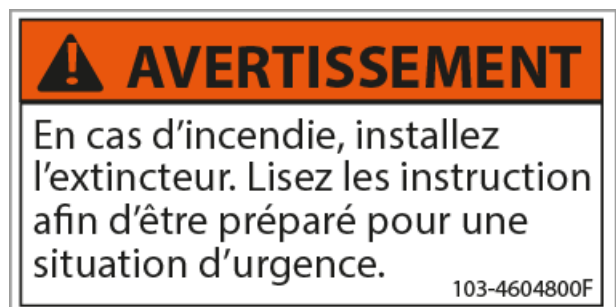 AVERTISSEMENT
En cas d'incendie, installez
l'extincteur. Lisez les instruction
afin d'être préparé pour une
situation d'urgence.
103-4604800F